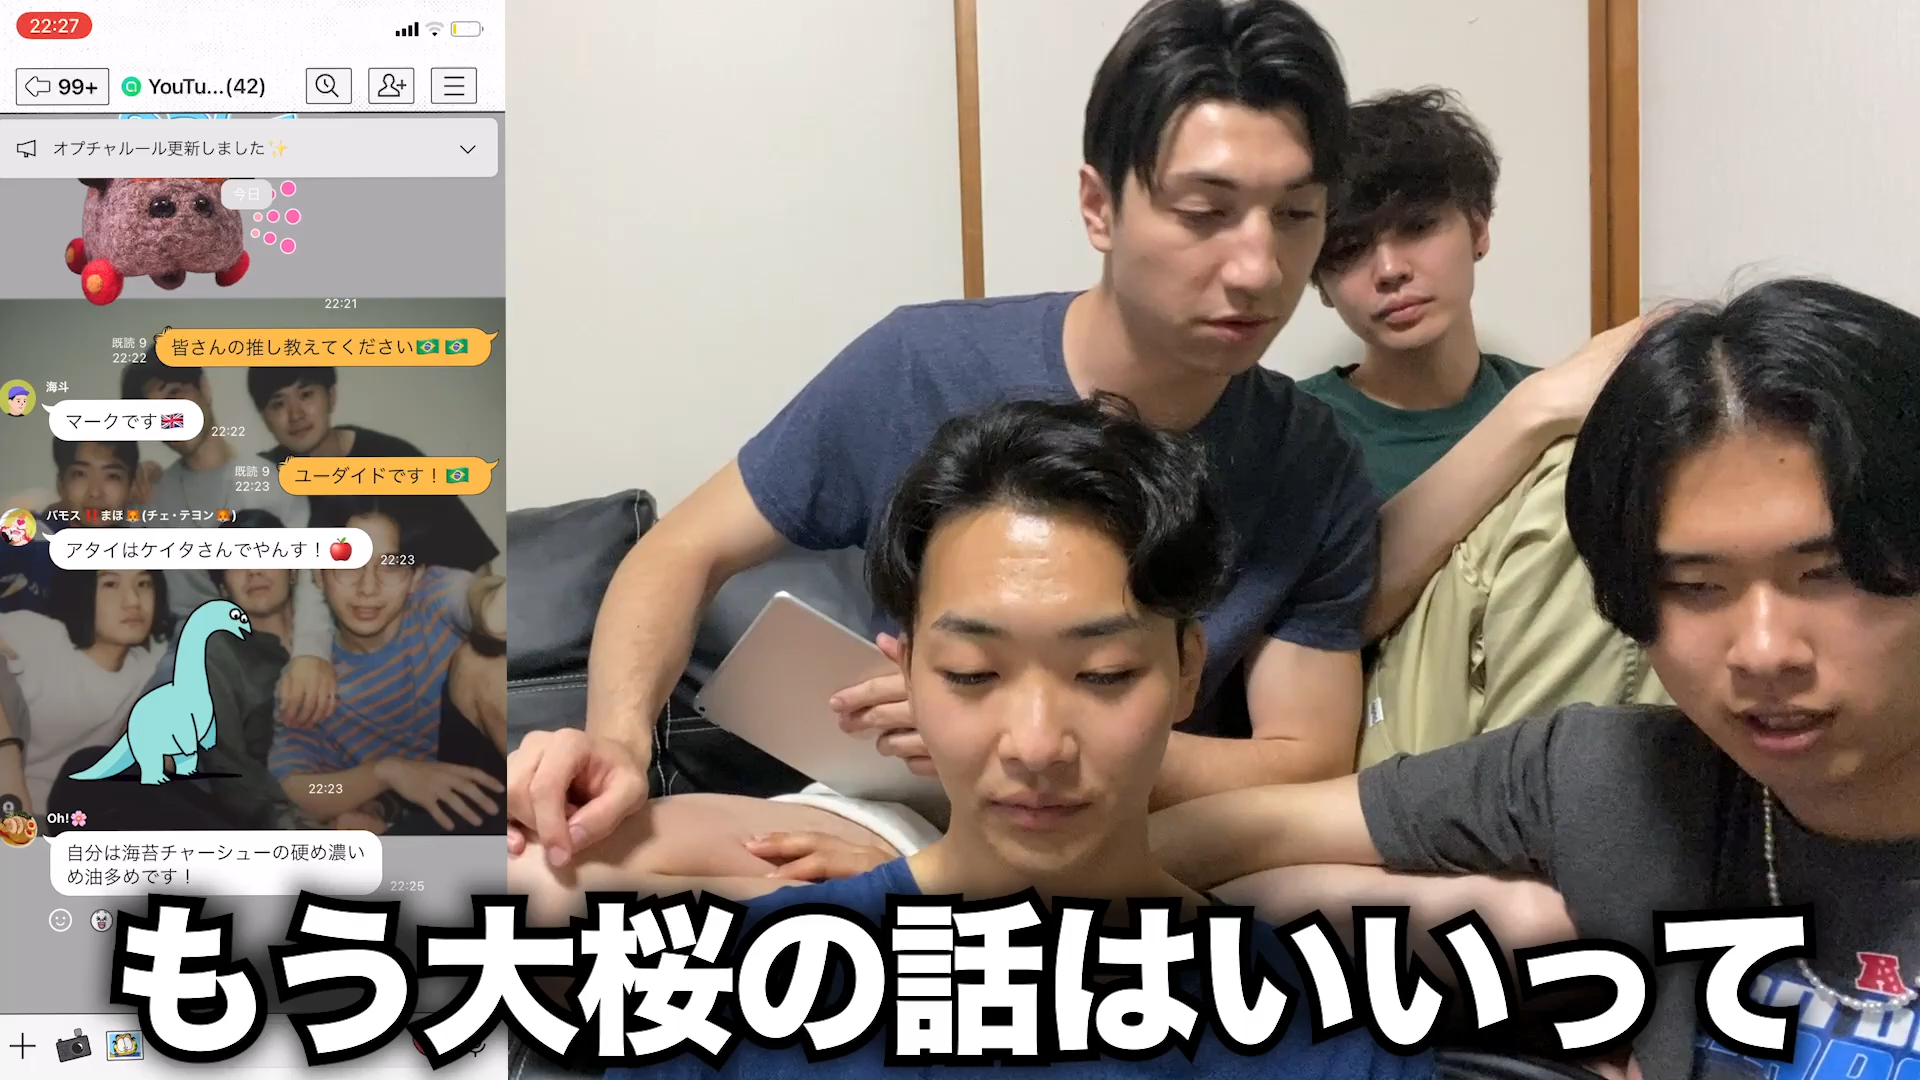 22:27
99+
YouTu...(42)
オプチャルール更新しました✨
今日
22:21
既読 9
22:22
皆さんの推し教えてください🇧🇷 🇧🇷
海斗
マークです🇬🇧
22:22
既読 9
22:23
ユーダイドです！🇧🇷
バモス‼️まほ🦁(チェ・テヨン🦁)
アタイはケイタさんでやんす！🍎
22:23
22:23
Oh!🌸
自分は海苔チャーシューの硬め濃い
め油多めです！
22:25
もう大桜の話はいいって